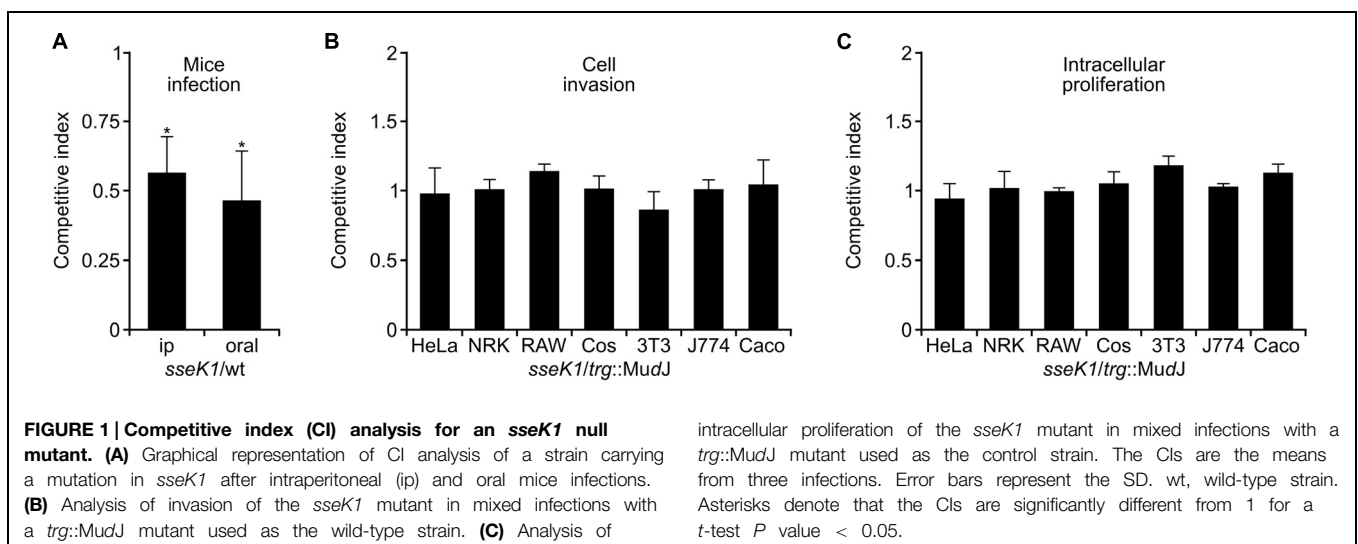 A
Mice
infection
Competitive index
1
0.75
0.5
0.25
0
*
*
ip oral
sseK1/wt
B
Cell
invasion
Competitive index
2
1.5
1
0.5
0
HeLa NRK RAW Cos 3T3 J774 Caco
sseK1/trg::MudJ
C
Intracellular
proliferation
Competitive index
2
1.5
1
0.5
0
HeLa NRK RAW Cos 3T3 J774 Caco
sseK1/trg::MudJ
FIGURE 1 | Competitive index (CI) analysis for an sseK1 null
mutant. (A) Graphical representation of CI analysis of a strain carrying
a mutation in sseK1 after intraperitoneal (ip) and oral mice infections.
(B) Analysis of invasion of the sseK1 mutant in mixed infections with
a trg::MudJ mutant used as the wild-type strain. (C) Analysis of
intracellular proliferation of the sseK1 mutant in mixed infections with a
trg::MudJ mutant used as the control strain. The CIs are the means
from three infections. Error bars represent the SD. wt, wild-type strain.
Asterisks denote that the CIs are significantly different from 1 for a
t-test P value < 0.05.